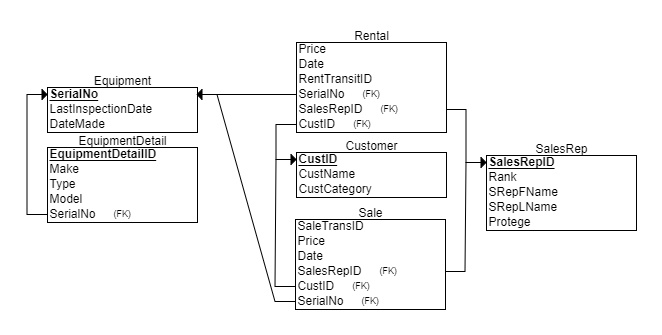 Rental
Price
Date
RentTransitID
SerialNo (FK)
SalesRepID (FK)
CustID (FK)
Equipment
SerialNo
LastInspectionDate
DateMade
EquipmentDetail
EquipmentDetailID
Make
Type
Model
SerialNo (FK)
Customer
CustID
CustName
CustCategory
SalesRep
SalesRepID
Rank
SRepFName
SRepLName
Protege
Sale
SaleTransID
Price
Date
SalesRepID (FK)
CustID (FK)
SerialNo (FK)